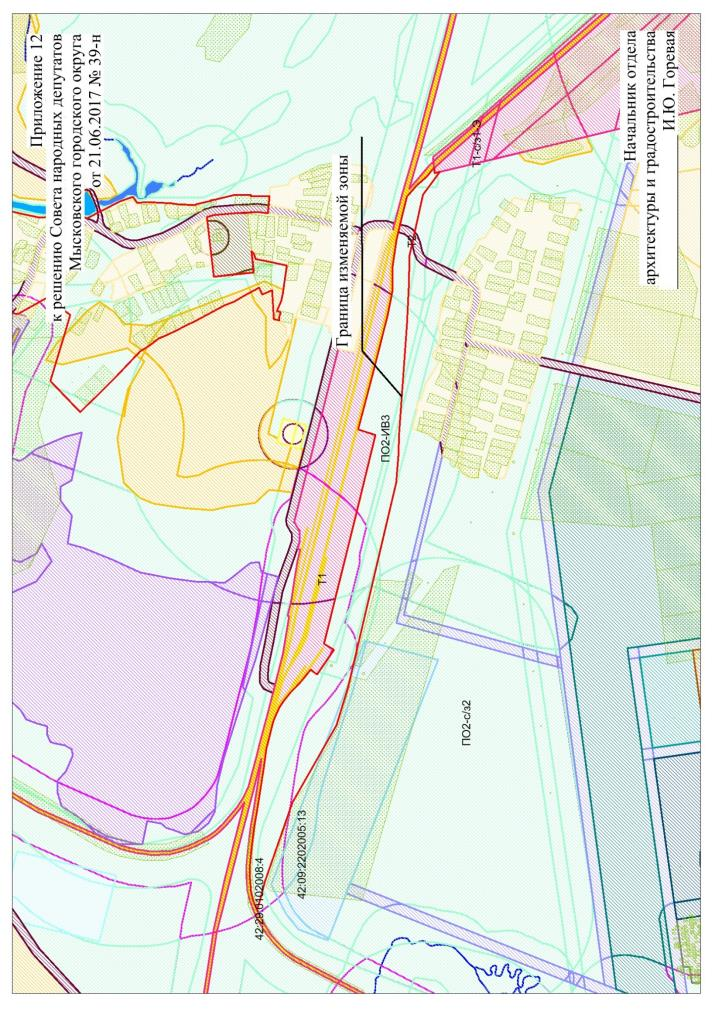 Приложение 12
к решению Совета народных депутатов
Мысковского городского округа
от 21.06.2017 № 39-н
Граница изменяемой зоны
Т1-с/з1-Э
Т2
ПО2-ИВ3
Т1
ПО2-с/з2
42:09:2202005:13
42:29:0102008:4
Начальник отдела
архитектуры и градостроительства
И.Ю. Горевая